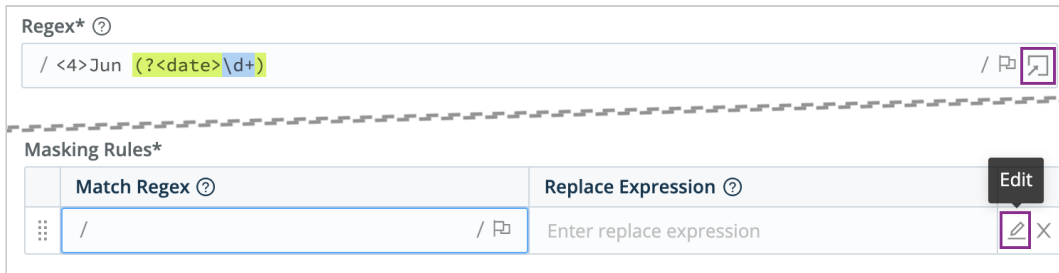 Regex* ?
/ <4>Jun (?<date>\d+) /
Masking Rules*
Match Regex ? Replace Expression ? Edit
/ / Enter replace expression